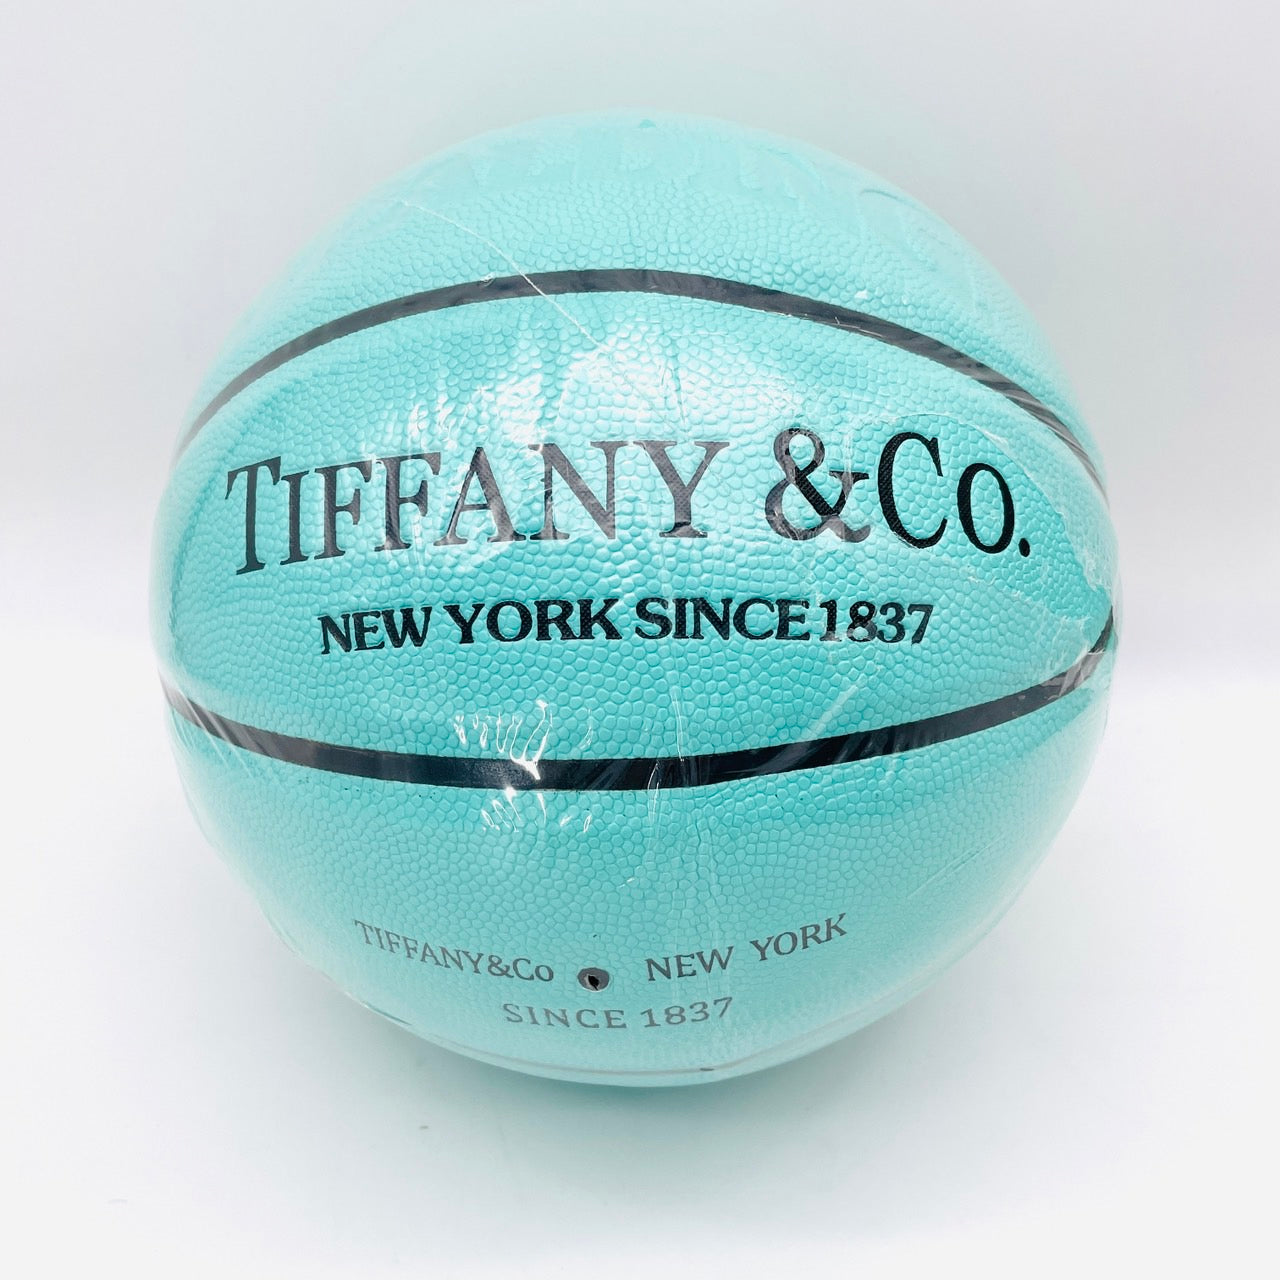 TIFFANY & Co.
NEW YORK SINCE 1837
TIFFANY&Co NEW YORK
SINCE 1837